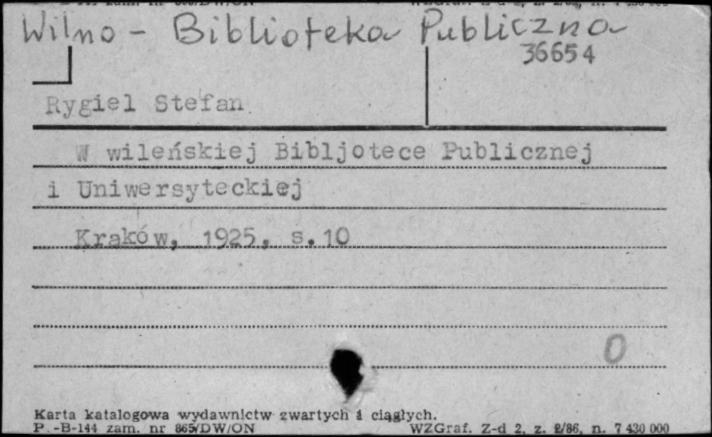 Wilno - Biblioteka Publiczna
36654
Rygiel Stefan
W wileńskiej Bibljotece Publicznej
i Uniwersyteckiej
Kraków, 1925, s. 10
0
Karta katalogowa wydawnictw zwartych i ciągłych.
P.-B-144 zam. nr 865/DW/ON WZGraf. Z-d 2, z. 2/86, n. 7 430 000